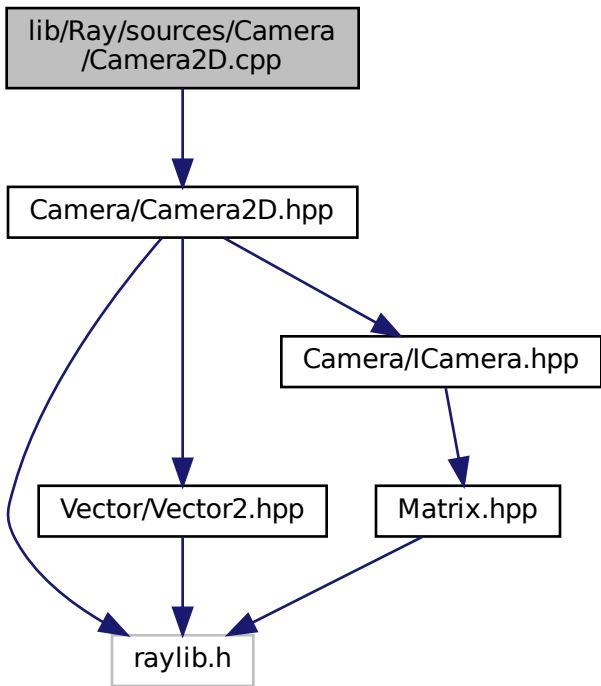 lib/Ray/sources/Camera
/Camera2D.cpp
Camera/Camera2D.hpp
Camera/ICamera.hpp
Vector/Vector2.hpp
Matrix.hpp
raylib.h